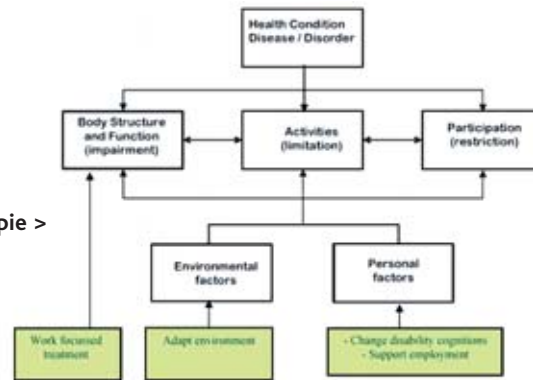 Health Condition
Disease / Disorder
Body Structure
and Function
(impairment)
Activities
(limitation)
Participation
(restriction)
pie >
Environmental
factors
Personal
factors
Work focussed
treatment
Adapt environment
- Change disability cognitions
- Support employment